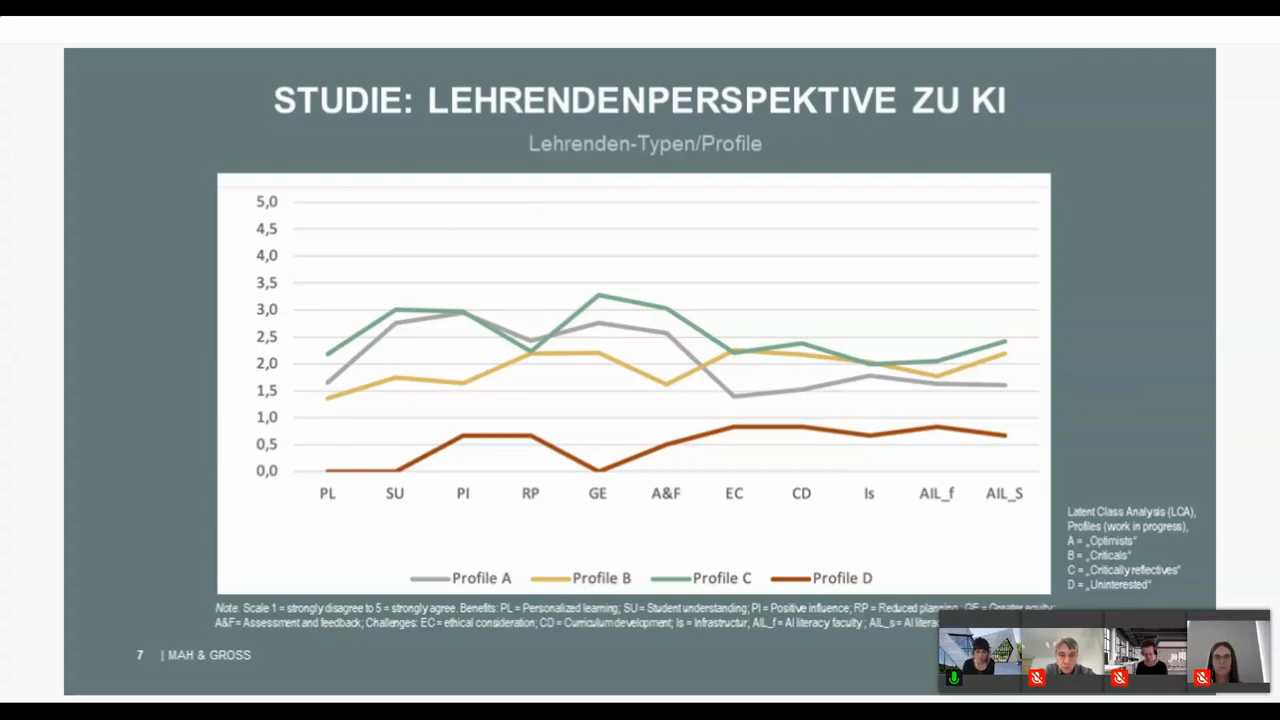 STUDIE: LEHRENDENPERSPEKTIVE ZU KI
Lehrenden-Typen/Profile
5,0
4,5
4,0
3,5
3,0
2,5
2,0
1,5
1,0
0,5
0,0
PL SU PI RP GE A&F EC CD Is AIL_f AIL_S
Profile A Profile B Profile C Profile D
Latent Class Analysis (LCA),
Profiles (work in progress),
A = „Optimists“
B = „Criticals“
C = „Critically reflectives“
D = „Uninterested“
Note. Scale 1 = strongly disagree to 5 = strongly agree. Benefits: PL = Personalized learning; SU = Student understanding; PI = Positive influence; RP = Reduced planning; GE = Greater equity;
A&F = Assessment and feedback; Challenges: EC = ethical consideration; CD = Curriculum development; Is = Infrastructur; AIL_f = AI literacy faculty; AIL_s = AI
7 | MAH & GROSS